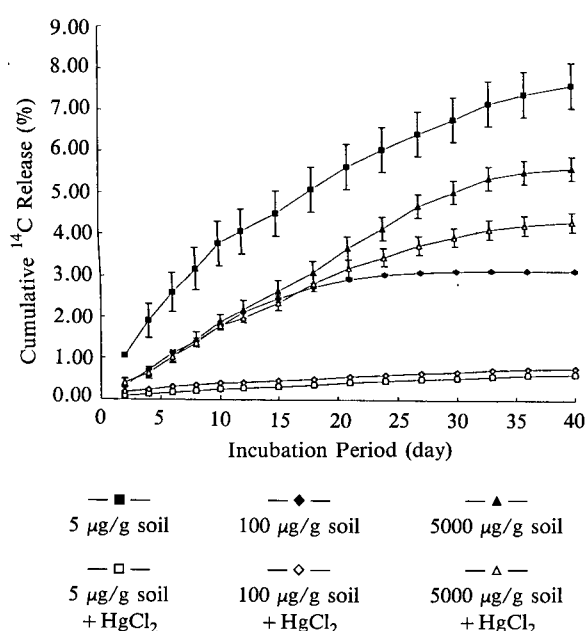 9.00
8.00
7.00
6.00
5.00
4.00
3.00
2.00
1.00
0.00
Cumulative ¹⁴C Release (%)
0 5 10 15 20 25 30 35 40
Incubation Period (day)
5 μg/g soil 100 μg/g soil 5000 μg/g soil
5 μg/g soil 100 μg/g soil 5000 μg/g soil
+HgCl₂ +HgCl₂ +HgCl₂